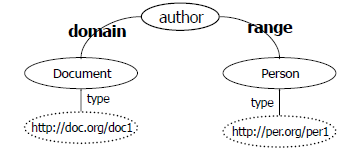 author
domain
range
Document
Person
type
type
http://doc.org/doc1
http://per.org/per1